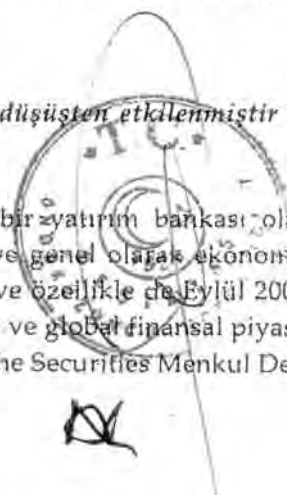 düşüşten etkilenmiştir
T.C.
bir yatırım bankası ola
ve genel olarak ekonom
ve özellikle de Eylül 200
ve global finansal piyas
ne Securities Menkul De